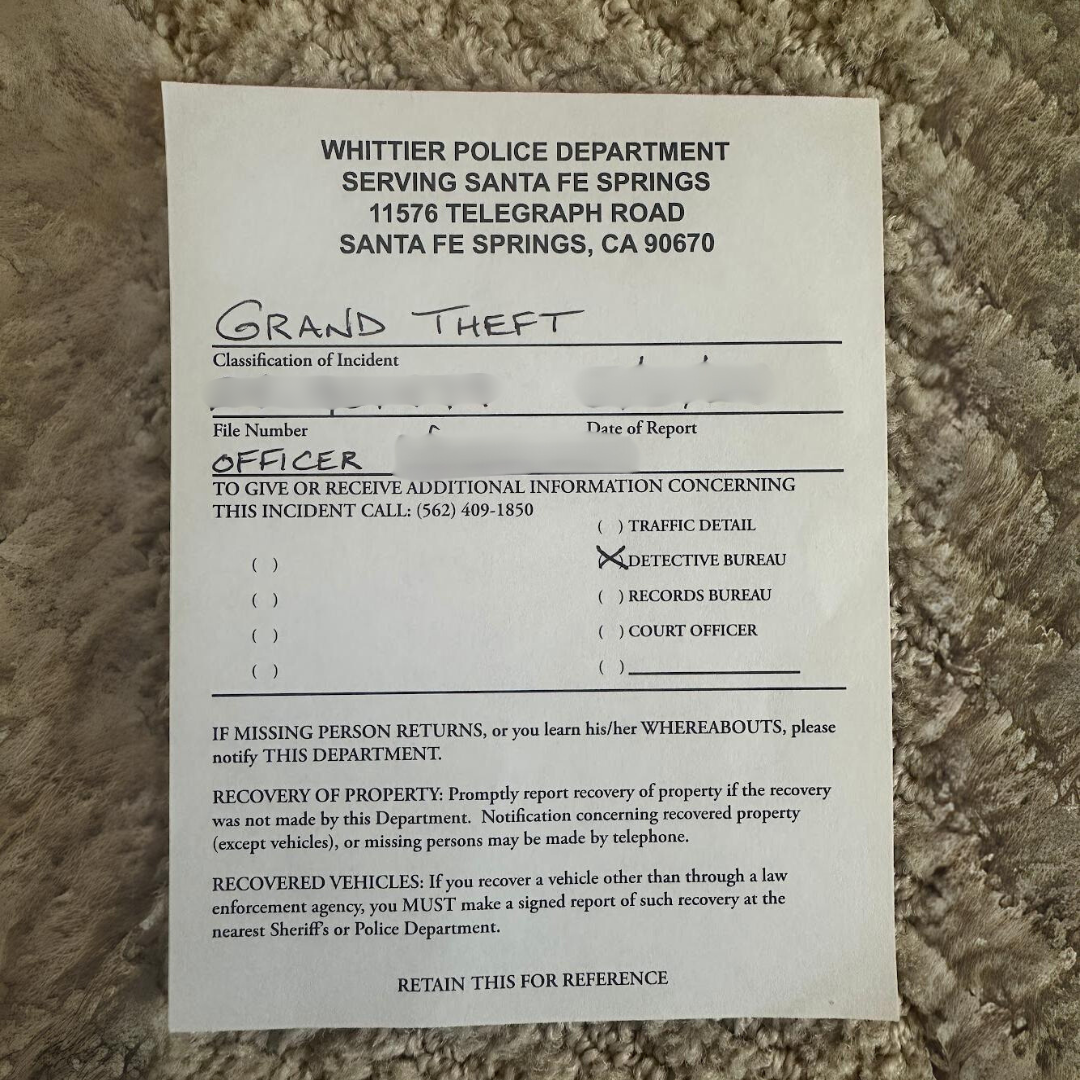 WHITTIER POLICE DEPARTMENT
SERVING SANTA FE SPRINGS
11576 TELEGRAPH ROAD
SANTA FE SPRINGS, CA 90670
GRAND THEFT
Classification of Incident
File Number Date of Report
OFFICER
TO GIVE OR RECEIVE ADDITIONAL INFORMATION CONCERNING
THIS INCIDENT CALL: (562) 409-1850
( ) TRAFFIC DETAIL
( ) (X) DETECTIVE BUREAU
( ) ( ) RECORDS BUREAU
( ) ( ) COURT OFFICER
( ) ( )
IF MISSING PERSON RETURNS, or you learn his/her WHEREABOUTS, please
notify THIS DEPARTMENT.
RECOVERY OF PROPERTY: Promptly report recovery of property if the recovery
was not made by this Department. Notification concerning recovered property
(except vehicles), or missing persons may be made by telephone.
RECOVERED VEHICLES: If you recover a vehicle other than through a law
enforcement agency, you MUST make a signed report of such recovery at the
nearest Sheriff's or Police Department.
RETAIN THIS FOR REFERENCE